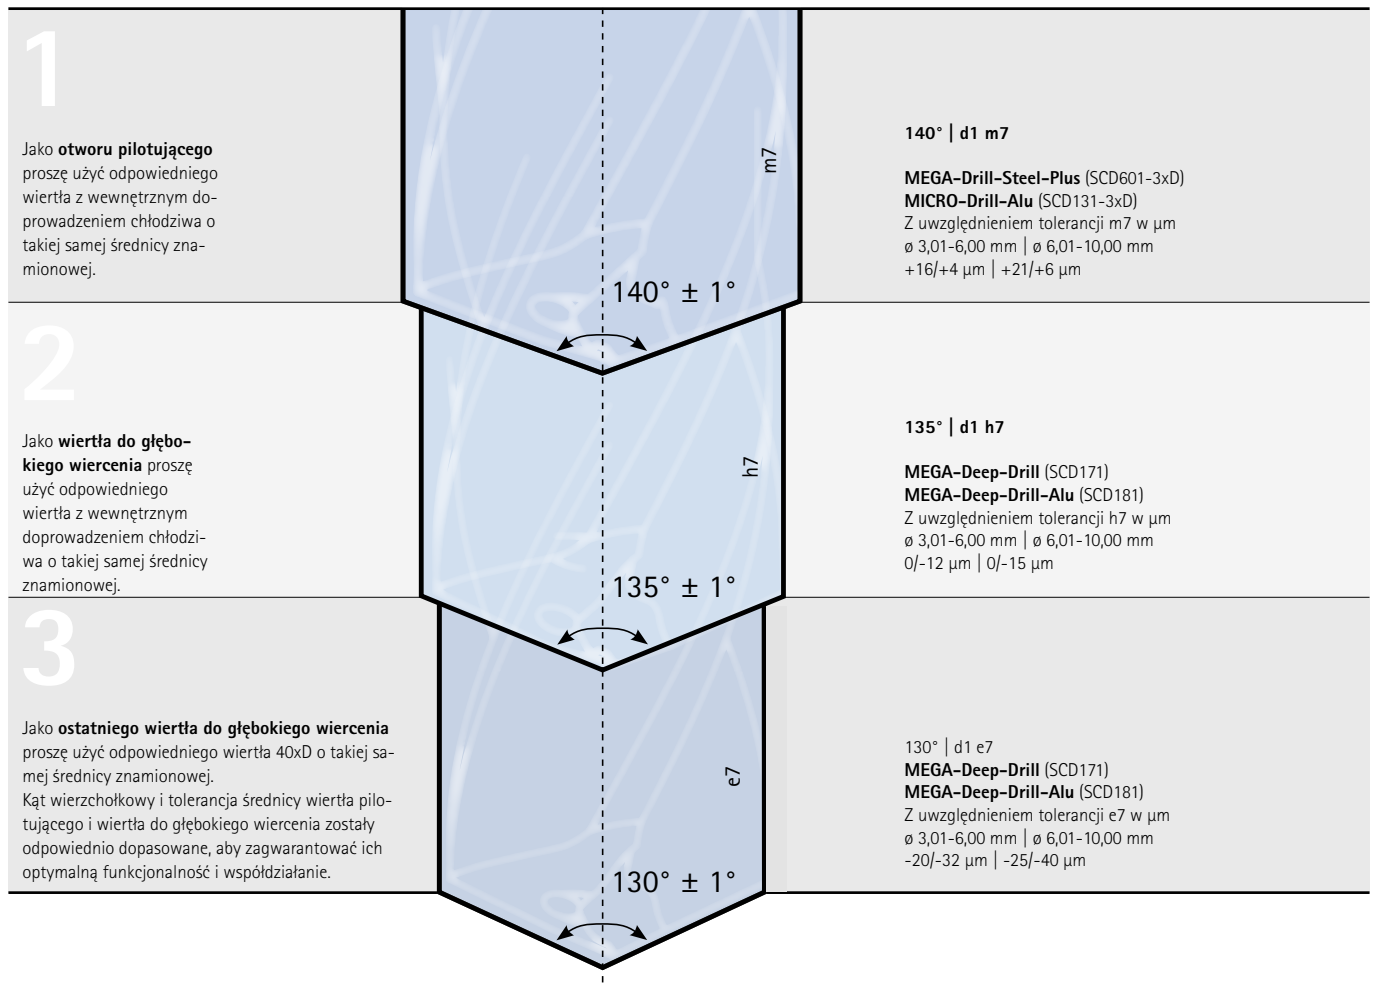 1
Jako otworu pilotującego
proszę użyć odpowiedniego
wiertła z wewnętrznym do-
prowadzeniem chłodziwa o
takiej samej średnicy zna-
mionowej.
m7
140° ± 1°
140° | d1 m7
MEGA-Drill-Steel-Plus (SCD601-3xD)
MICRO-Drill-Alu (SCD131-3xD)
Z uwzględnieniem tolerancji m7 w µm
ø 3,01-6,00 mm | ø 6,01-10,00 mm
+16/+4 µm | +21/+6 µm
2
Jako wiertła do głębo-
kiego wiercenia proszę
użyć odpowiedniego
wiertła z wewnętrznym
doprowadzeniem chłodzi-
wa o takiej samej średnicy
znamionowej.
h7
135° ± 1°
135° | d1 h7
MEGA-Deep-Drill (SCD171)
MEGA-Deep-Drill-Alu (SCD181)
Z uwzględnieniem tolerancji h7 w µm
ø 3,01-6,00 mm | ø 6,01-10,00 mm
0/-12 µm | 0/-15 µm
3
Jako ostatniego wiertła do głębokiego wiercenia
proszę użyć odpowiedniego wiertła 40xD o takiej sa-
mej średnicy znamionowej.
Kąt wierzchołkowy i tolerancja średnicy wiertła pilo-
tującego i wiertła do głębokiego wiercenia zostały
odpowiednio dopasowane, aby zagwarantować ich
optymalną funkcjonalność i współdziałanie.
e7
130° ± 1°
130° | d1 e7
MEGA-Deep-Drill (SCD171)
MEGA-Deep-Drill-Alu (SCD181)
Z uwzględnieniem tolerancji e7 w µm
ø 3,01-6,00 mm | ø 6,01-10,00 mm
-20/-32 µm | -25/-40 µm